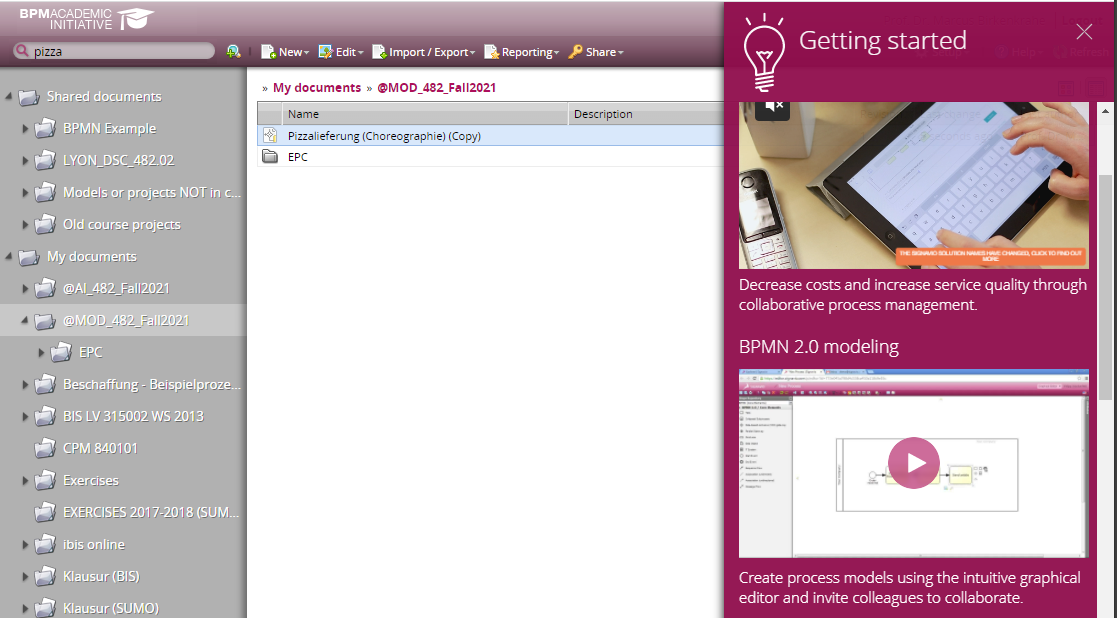 BPMACADEMIC
INITIATIVE
Getting started
pizza
New
Edit
Import / Export
Reporting
Share
Shared documents
BPMN Example
LYON_DSC_482.02
Models or projects NOT in c...
Old course projects
My documents
@AI_482_Fall2021
@MOD_482_Fall2021
EPC
Beschaffung - Beispielproze...
BIS LV 315002 WS 2013
CPM 840101
Exercises
EXERCISES 2017-2018 (SUM...
ibis online
Klausur (BIS)
Klausur (SUMO)
» My documents » @MOD_482_Fall2021
Name Description
Pizzalieferung (Choreographie) (Copy)
EPC
THE SIGNAVIO SOLUTION NAMES HAVE CHANGED, CLICK TO FIND OUT
MORE
Decrease costs and increase service quality through
collaborative process management.
BPMN 2.0 modeling
Create process models using the intuitive graphical
editor and invite colleagues to collaborate.